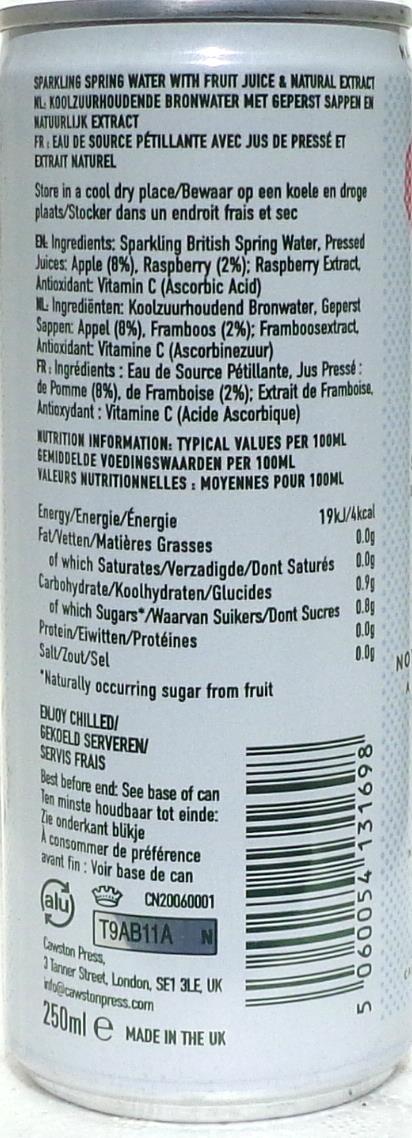 SPARKLING SPRING WATER WITH FRUIT JUICE & NATURAL EXTRACT
NL: KOOLZUURHOUDENDE BRONWATER MET GEPERST SAPPEN EN
NATUURLIJK EXTRACT
FR: EAU DE SOURCE PÉTILLANTE AVEC JUS DE PRESSÉ ET
EXTRAIT NATUREL
Store in a cool dry place/Bewaar op een koele en droge
plaats/Stocker dans un endroit frais et sec
EN: Ingredients: Sparkling British Spring Water, Pressed
Juices: Apple (8%), Raspberry (2%); Raspberry Extract,
Antioxidant: Vitamin C (Ascorbic Acid)
NL: Ingrediënten: Koolzuurhoudend Bronwater, Geperst
Sappen: Appel (8%), Framboos (2%); Framboosextract,
Antioxidant: Vitamine C (Ascorbinezuur)
FR: Ingrédients : Eau de Source Pétillante, Jus Pressé :
de Pomme (8%), de Framboise (2%); Extrait de Framboise,
Antioxydant : Vitamine C (Acide Ascorbique)
NUTRITION INFORMATION: TYPICAL VALUES PER 100ML
GEMIDDELDE VOEDINGSWAARDEN PER 100ML
VALEURS NUTRITIONNELLES : MOYENNES POUR 100ML
Energy/Energie/Énergie 19kJ/4kcal
Fat/Vetten/Matières Grasses 0.0g
of which Saturates/Verzadigde/Dont Saturés 0.0g
Carbohydrate/Koolhydraten/Glucides 0.9g
of which Sugars*/Waarvan Suikers/Dont Sucres 0.8g
Protein/Eiwitten/Protéines 0.0g
Salt/Zout/Sel 0.0g
*Naturally occurring sugar from fruit
ENJOY CHILLED/
GEKOELD SERVEREN/
SERVIS FRAIS
Best before end: See base of can
Ten minste houdbaar tot einde:
Zie onderkant blikje
À consommer de préférence
avant fin : Voir base de can
alu
CN20060001
T9AB11A N
Cawston Press,
3 Tanner Street, London, SE1 3LE, UK
info@cawstonpress.com
250ml e MADE IN THE UK
5 060054 131698
NO